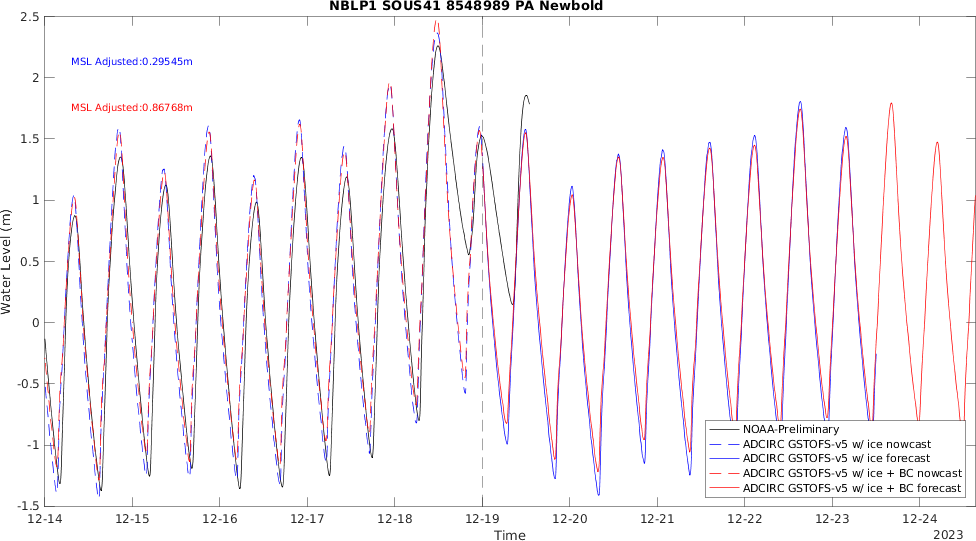 NBLP1 SOUS41 8548989 PA Newbold
2.5
2
1.5
1
0.5
0
-0.5
-1
-1.5
Water Level (m)
MSL Adjusted:0.29545m
MSL Adjusted:0.86768m
NOAA-Preliminary
ADCIRC GSTOFS-v5 w/ ice nowcast
ADCIRC GSTOFS-v5 w/ ice forecast
ADCIRC GSTOFS-v5 w/ ice + BC nowcast
ADCIRC GSTOFS-v5 w/ ice + BC forecast
12-14 12-15 12-16 12-17 12-18 12-19 12-20 12-21 12-22 12-23 12-24
Time
2023